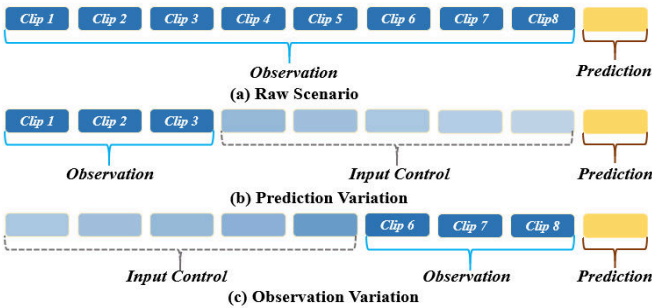 Clip 1 Clip 2 Clip 3 Clip 4 Clip 5 Clip 6 Clip 7 Clip8
Observation Prediction
(a) Raw Scenario
Clip 1 Clip 2 Clip 3
Observation Input Control Prediction
(b) Prediction Variation
Clip 6 Clip 7 Clip 8
Input Control Observation Prediction
(c) Observation Variation